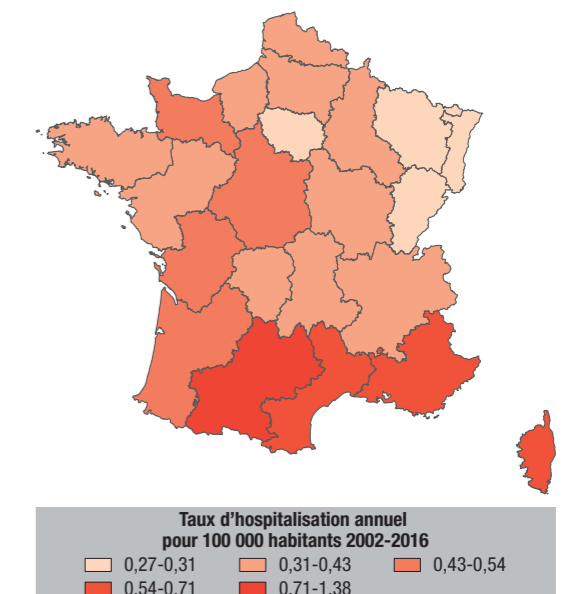 Taux d'hospitalisation annuel
pour 100 000 habitants 2002-2016
0,27-0,31 0,31-0,43 0,43-0,54
0,54-0,71 0,71-1,38